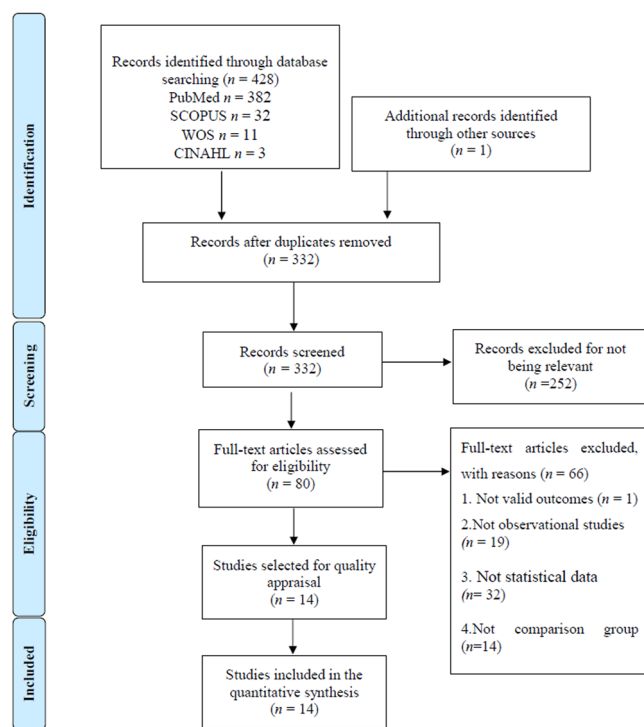 Identification
Records identified through database
searching (n = 428)
PubMed n = 382
SCOPUS n = 32
WOS n = 11
CINAHL n = 3
Additional records identified
through other sources
(n = 1)
Records after duplicates removed
(n = 332)
Screening
Records screened
(n = 332)
Records excluded for not
being relevant
(n =252)
Eligibility
Full-text articles assessed
for eligibility
(n = 80)
Full-text articles excluded,
with reasons (n = 66)
1. Not valid outcomes (n = 1)
2.Not observational studies
(n = 19)
3. Not statistical data
(n= 32)
4.Not comparison group
(n=14)
Studies selected for quality
appraisal
(n = 14)
Included
Studies included in the
quantitative synthesis
(n = 14)